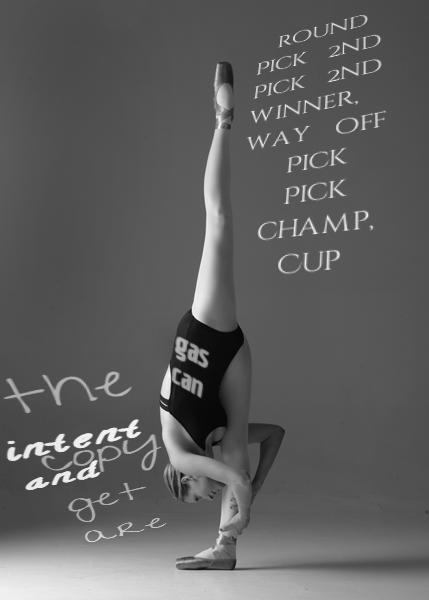 ROUND
PICK 2ND
PICK 2ND
WINNER,
WAY OFF
PICK
PICK
CHAMP,
CUP
gas
can
the
copy
get
are
intent
and